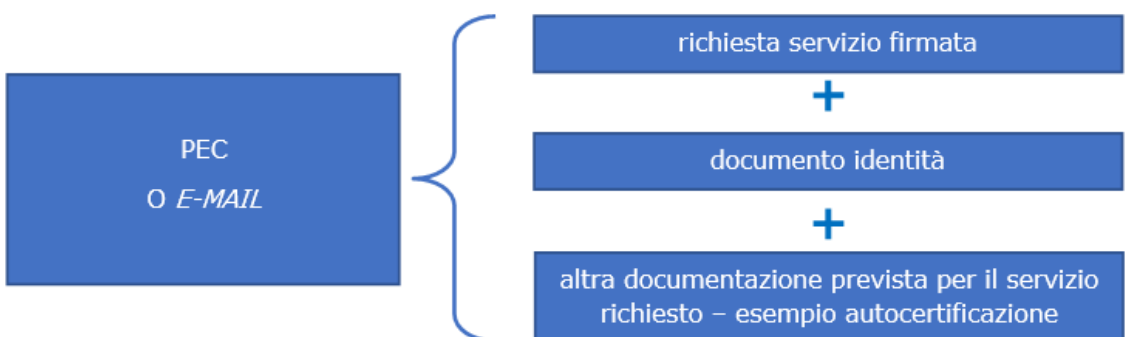 PEC
O E-MAIL
richiesta servizio firmata
+
documento identità
+
altra documentazione prevista per il servizio
richiesto – esempio autocertificazione